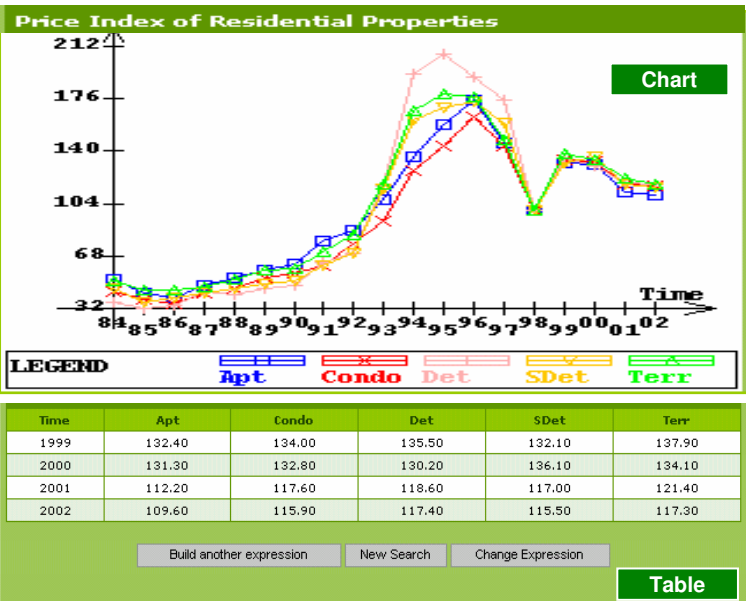 Price Index of Residential Properties
212
Chart
176
140
104
68
Time
32
84 85 86 87 88 89 90 91 92 93 94 95 96 97 98 99 00 01 02
LEGEND
Apt Condo Det SDet Terr
Time Apt Condo Det SDet Terr
1999 132.40 134.00 135.50 132.10 137.90
2000 131.30 132.80 130.20 136.10 134.10
2001 112.20 117.60 118.60 117.00 121.40
2002 109.60 115.90 117.40 115.50 117.30
Build another expression New Search Change Expression
Table